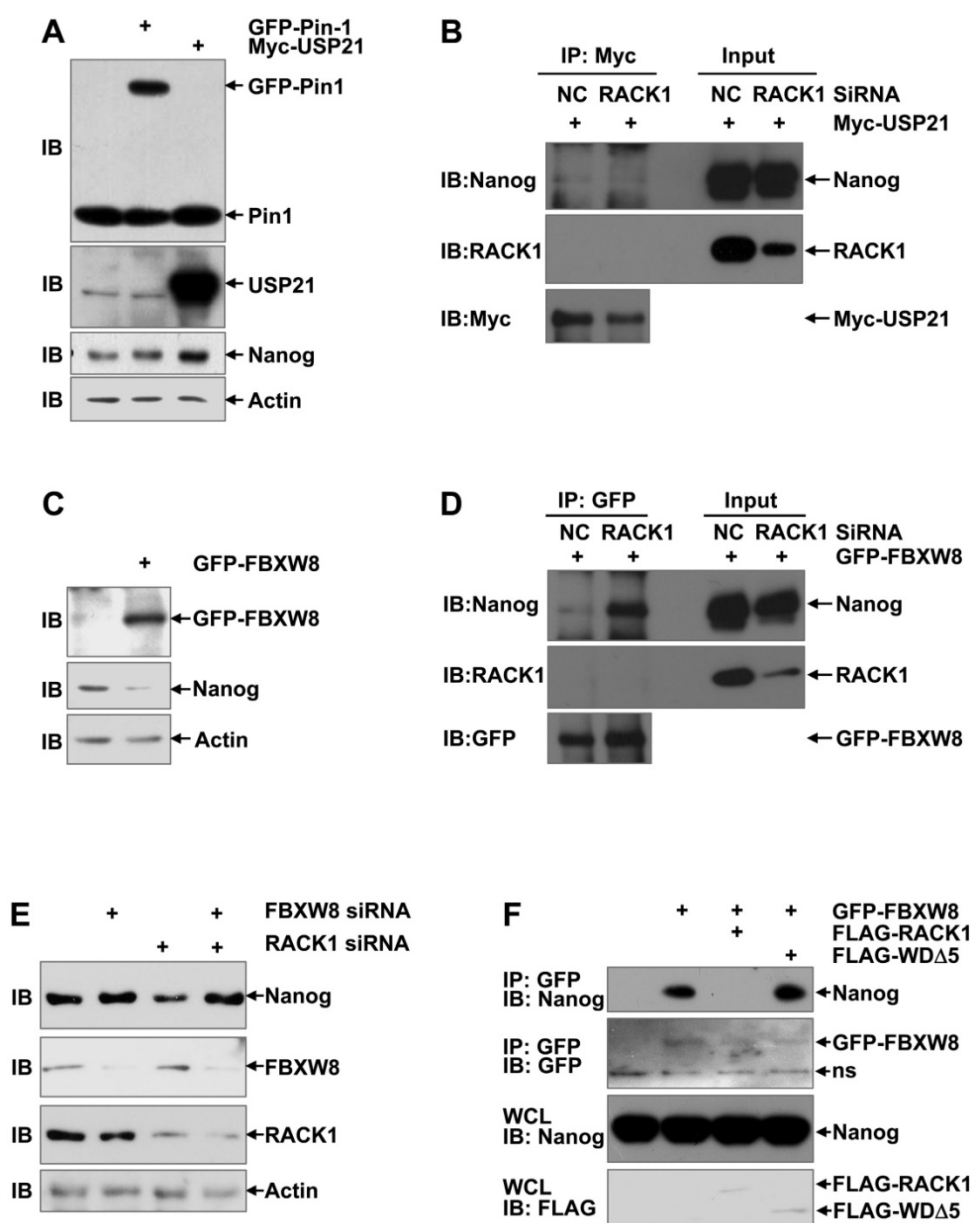 A
+ GFP-Pin-1
+ Myc-USP21
GFP-Pin1
IB
Pin1
IB USP21
IB Nanog
IB Actin
B
IP: Myc Input
NC RACK1 NC RACK1 SiRNA
+ + + + Myc-USP21
IB:Nanog Nanog
IB:RACK1 RACK1
IB:Myc Myc-USP21
C
+ GFP-FBXW8
IB GFP-FBXW8
IB Nanog
IB Actin
D
IP: GFP Input
NC RACK1 NC RACK1 SiRNA
+ + + + GFP-FBXW8
IB:Nanog Nanog
IB:RACK1 RACK1
IB:GFP GFP-FBXW8
E
+ + FBXW8 siRNA
+ + RACK1 siRNA
IB Nanog
IB FBXW8
IB RACK1
IB Actin
F
+ + + GFP-FBXW8
+ FLAG-RACK1
+ FLAG-WDΔ5
IP: GFP
IB: Nanog Nanog
GFP-FBXW8
IP: GFP
IB: GFP
ns
WCL
IB: Nanog Nanog
FLAG-RACK1
WCL
IB: FLAG
FLAG-WDΔ5